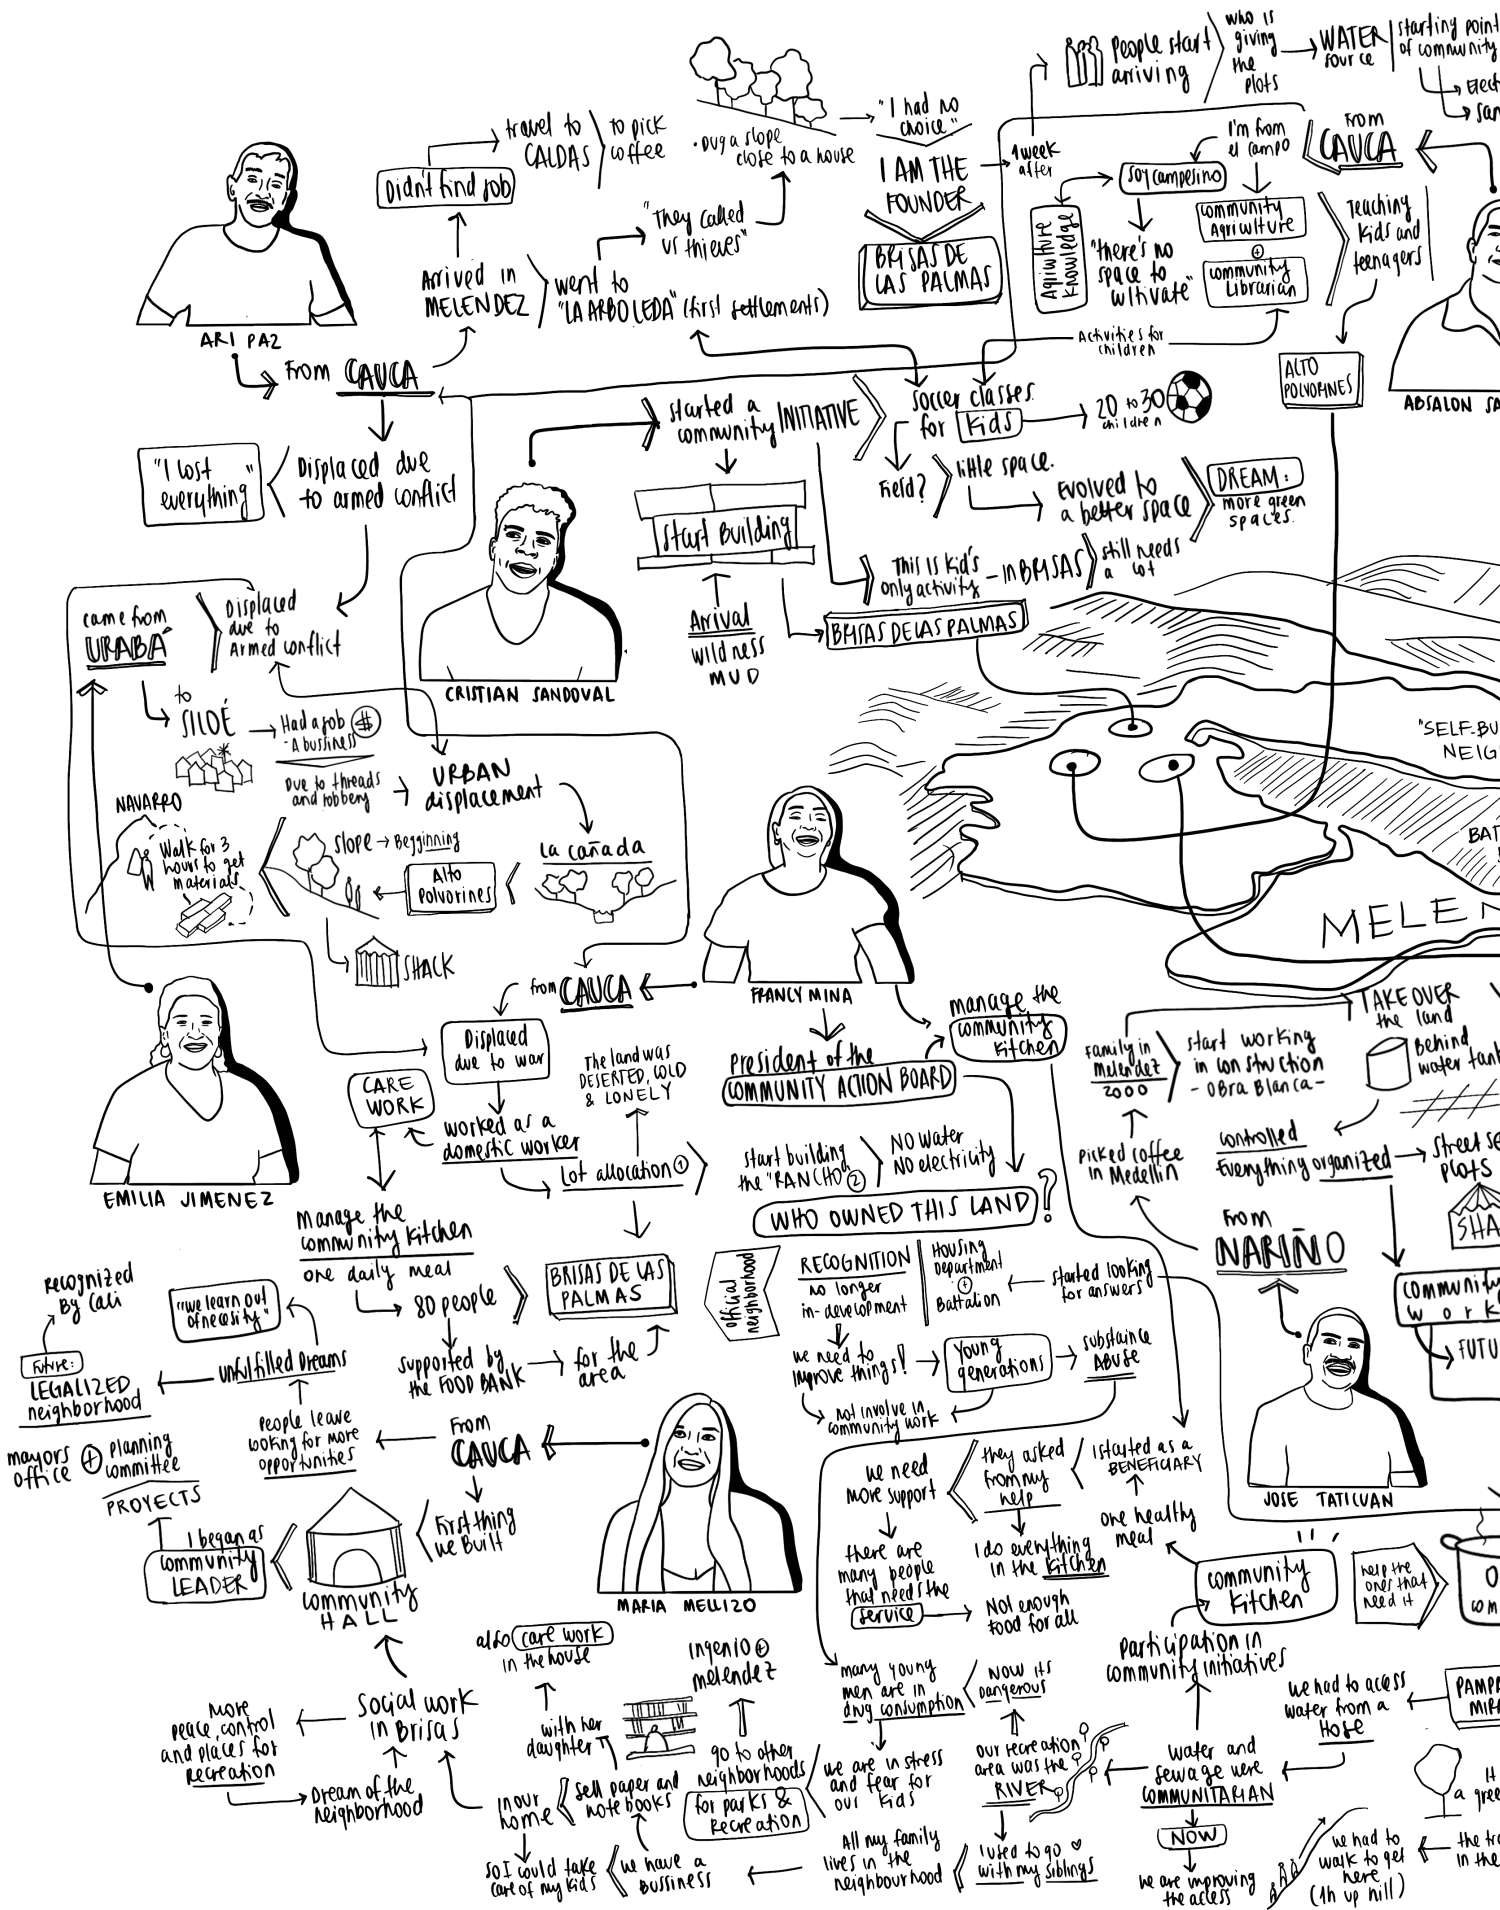 People start
arriving
who is
giving
the
plots
WATER
source
starting point
of community
I'm from
el campo
From
CAUCA
soy campesino
Agriculture
Knowledge
"there's no
space to
cultivate"
Community
Agriculture
+
community
Librarian
Teaching
Kids and
teenagers
Activities for
children
ALTO
POLVORINES
"I had no
choice"
I AM THE
FOUNDER
1 week
after
BRISAS DE
LAS PALMAS
• Dug a slope
close to a house
travel to
CALDAS
to pick
coffee
Didn't find job
"They called
us thieves"
Arrived in
MELENDEZ
went to
"LA ARBOLEDA" (first settlements)
ARI PAZ
From CAUCA
"I lost
everything"
Displaced due
to armed conflict
started a
community INITIATIVE
soccer classes.
for Kids
20 to 30
children
Field?
little space.
Evolved to
a better space
DREAM:
more green
spaces.
Start Building
Arrival
wildness
MUD
This is kid's
only activity
- in BRISAS
still needs
a lot
BRISAS DE LAS PALMAS
CRISTIAN SANDOVAL
came from
URABÁ
Displaced
due to
Armed conflict
to
SILOÉ
Had a job $
- A bussiness
Due to threads
and robbery
URBAN
displacement
NAVARRO
Walk for 3
hours to get
materials
Slope → Begginning
Alto
Polvorines
La cañada
SHACK
EMILIA JIMENEZ
MELEN
FRANCY MINA
from CAUCA
Displaced
due to war
CARE
WORK
worked as a
domestic worker
The land was
DESERTED, COLD
& LONELY
Lot allocation 1
start building
the "RANCHO" 2
NO Water
NO electricity
President of the
COMMUNITY ACTION BOARD
manage the
community
Kitchen
WHO OWNED THIS LAND?
official
neighborhood
RECOGNITION
no longer
in-development
Housing
Department
+
Battalion
started looking
for answers
we need to
improve things!
Young
generations
substaince
ABUSE
Not involve in
community work
Manage the
community Kitchen
one daily meal
80 people
supported by
the FOOD BANK
for the
area
BRISAS DE LAS
PALMAS
Family in
Melendez
2000
start working
in construction
- Obra Blanca -
TAKE OVER
the land
Behind
water tank
controlled
Everything organized
Picked coffee
in Medellin
From
NARIÑO
JOSE TATICUAN
recognized
By Cali
"we learn out
of necesity"
Future:
LEGALIZED
neighborhood
Unfulfilled Dreams
People leave
looking for more
opportunities
From
CAUCA
First thing
we Built
MARIA MELLIZO
mayors
office
+
planning
committee
PROYECTS
I began as
community
LEADER
Community
HALL
Social work
in Brisas
More
peace, control
and places for
recreation
Dream of the
neighborhood
also care work
in the house
with her
daughter
in our
home
sell paper and
notebooks
so I could take
care of my kids
we have a
bussiness
ingenio +
melendez
go to other
neighborhoods
for parks &
Recreation
we need
more support
they asked
from my
help
I started as a
BENEFICIARY
there are
many people
that needs the
service
I do everything
in the kitchen
Not enough
food for all
one healthy
meal
community
kitchen
help the
ones that
need it
many young
men are in
drug consumption
Now its
dangerous
we are in stress
and fear for
our kids
our recreation
area was the
RIVER
I used to go
with my siblings
All my family
lives in the
neighbourhood
Participation in
community initiatives
Water and
sewage were
COMMUNITARIAN
NOW
we are improving
the access
we had to acess
water from a
Hose
we had to
walk to get
here
(1h up hill)